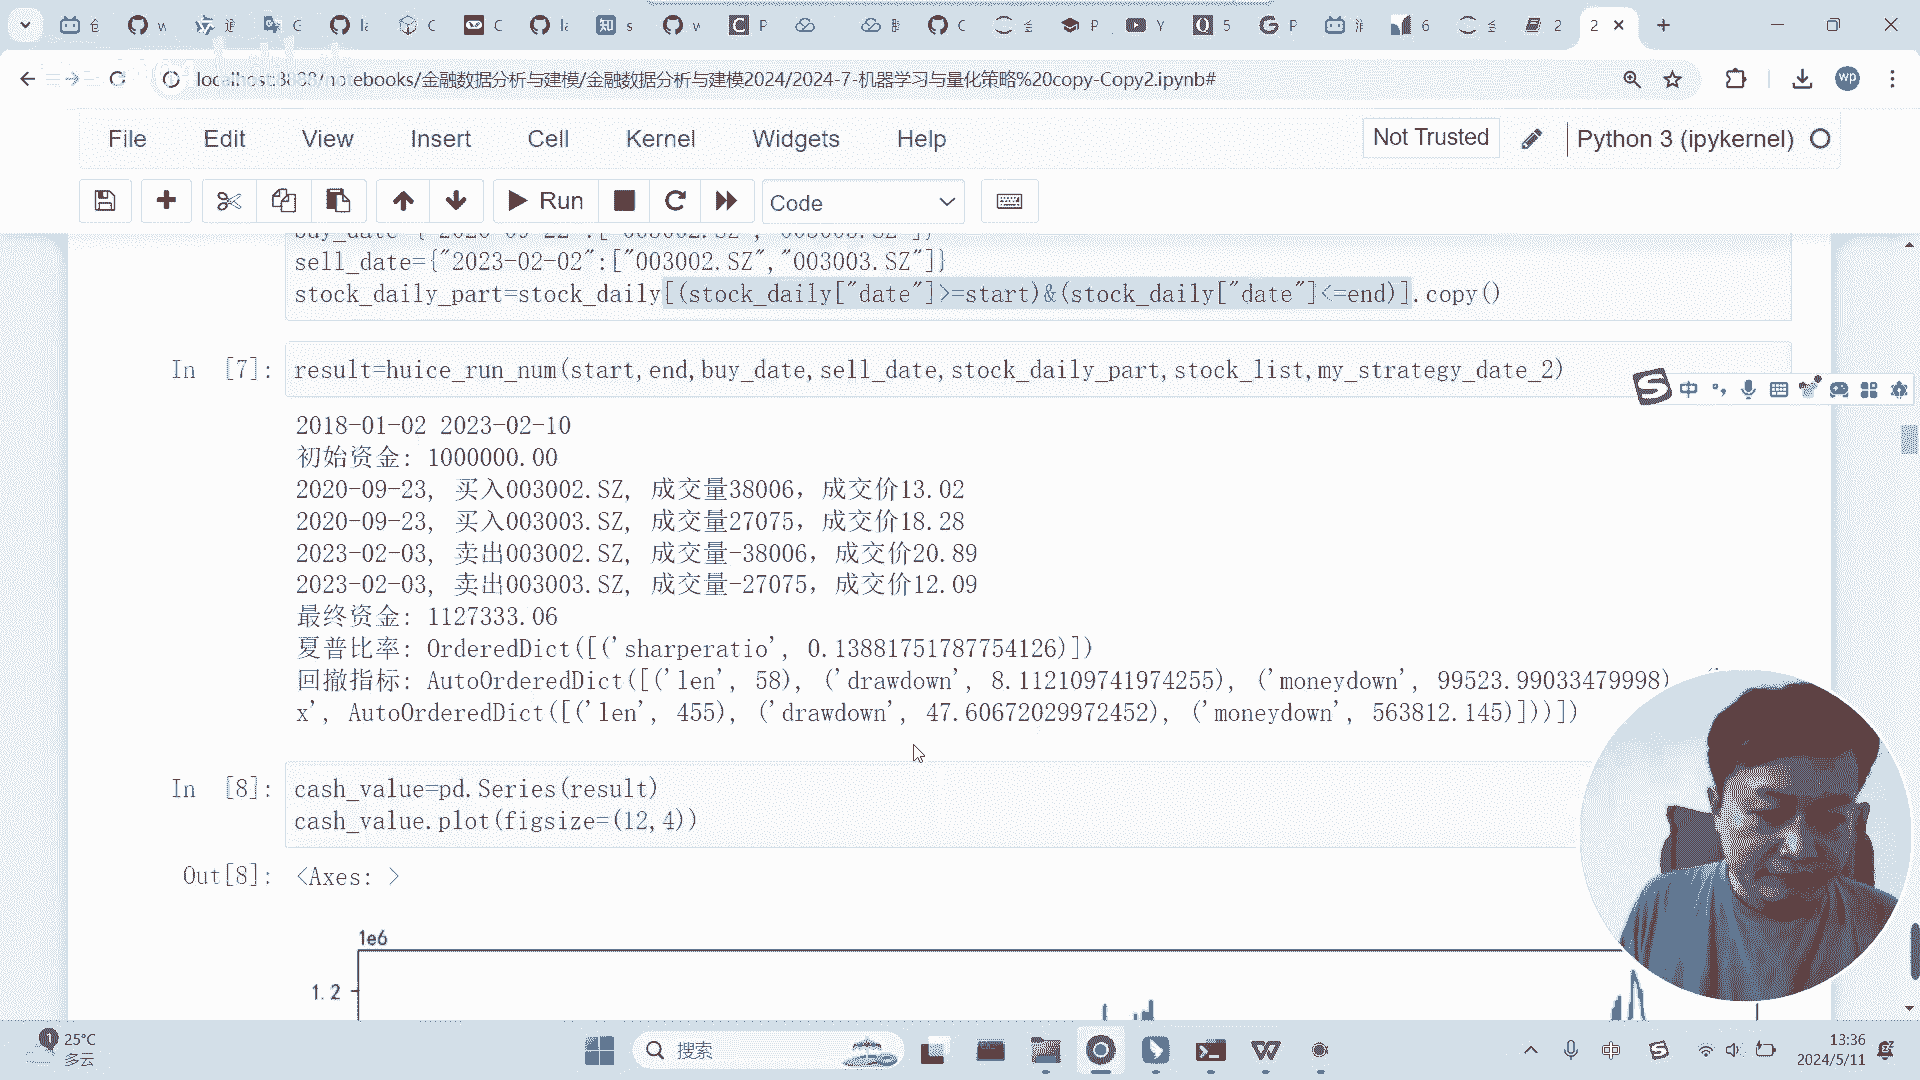 localhost:8888/notebooks/金融数据分析与建模/金融数据分析与建模2024/2024-7-机器学习与量化策略%20copy-Copy2.ipynb#
wp
File Edit View Insert Cell Kernel Widgets Help
Not Trusted
Python 3 (ipykernel)
Run
Code
sell_date={"2023-02-02":["003002.SZ","003003.SZ"]}
stock_daily_part=stock_daily[(stock_daily["date"]>=start)&(stock_daily["date"]<=end)].copy()
In [7]: result=huice_run_num(start,end,buy_date,sell_date,stock_daily_part,stock_list,my_strategy_date_2)
中
2018-01-02 2023-02-10
初始资金: 1000000.00
2020-09-23, 买入003002.SZ, 成交量38006, 成交价13.02
2020-09-23, 买入003003.SZ, 成交量27075, 成交价18.28
2023-02-03, 卖出003002.SZ, 成交量-38006, 成交价20.89
2023-02-03, 卖出003003.SZ, 成交量-27075, 成交价12.09
最终资金: 1127333.06
夏普比率: OrderedDict([('sharperatio', 0.13881751787754126)])
回撤指标: AutoOrderedDict([('len', 58), ('drawdown', 8.112109741974255), ('moneydown', 99523.99033479998)
x', AutoOrderedDict([('len', 455), ('drawdown', 47.60672029972452), ('moneydown', 563812.145)]))])
In [8]: cash_value=pd.Series(result)
cash_value.plot(figsize=(12,4))
Out[8]: <Axes: >
1e6
1.2
25°C
多云
搜索
中
13:36
2024/5/11